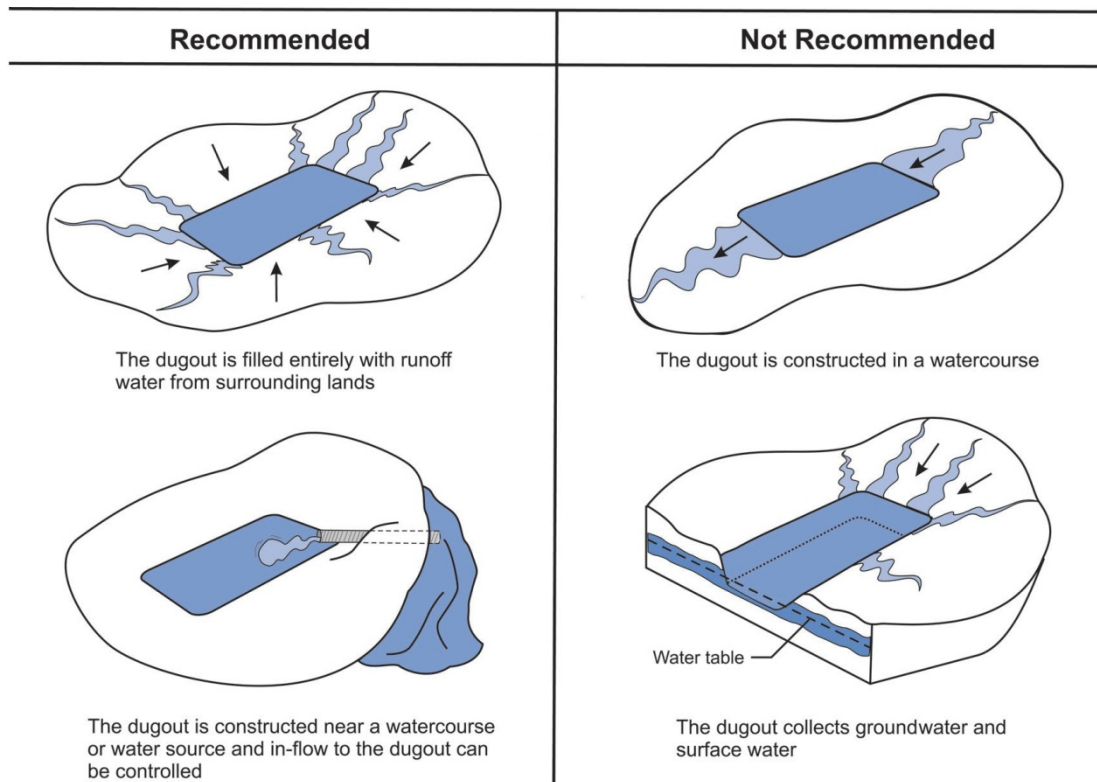 Recommended
Not Recommended
The dugout is filled entirely with runoff
water from surrounding lands
The dugout is constructed in a watercourse
The dugout is constructed near a watercourse
or water source and in-flow to the dugout can
be controlled
Water table
The dugout collects groundwater and
surface water